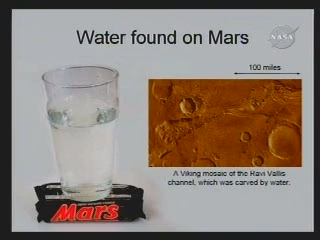 Water found on Mars
NASA
100 miles
A Viking mosaic of the Ravi Vallis
channel, which was carved by water.
Mars